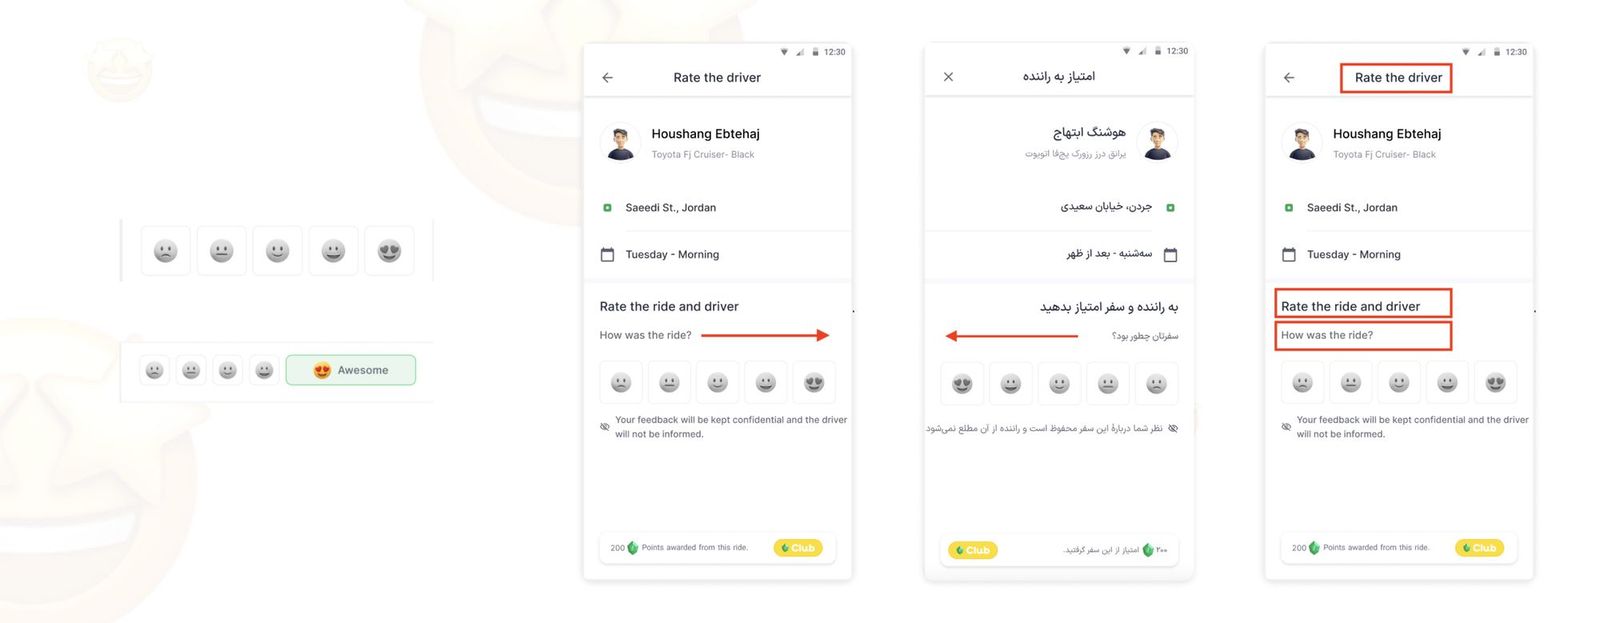 Awesome
12:30
Rate the driver
Houshang Ebtehaj
Toyota Fj Cruiser- Black
Saeedi St., Jordan
Tuesday - Morning
Rate the ride and driver
How was the ride?
Your feedback will be kept confidential and the driver
will not be informed.
200 Points awarded from this ride.
Club
12:30
امتیاز به راننده
هوشنگ ابتهاج
یرانق درز رزورک یج‌فا اتویوت
جردن، خیابان سعیدی
سه‌شنبه - بعد از ظهر
به راننده و سفر امتیاز بدهید
سفرتان چطور بود؟
نظر شما دربارهٔ این سفر محفوظ است و راننده از آن مطلع نمی‌شود
۲۰۰ امتیاز از این سفر گرفتید.
Club
12:30
Rate the driver
Houshang Ebtehaj
Toyota Fj Cruiser- Black
Saeedi St., Jordan
Tuesday - Morning
Rate the ride and driver
How was the ride?
Your feedback will be kept confidential and the driver
will not be informed.
200 Points awarded from this ride.
Club